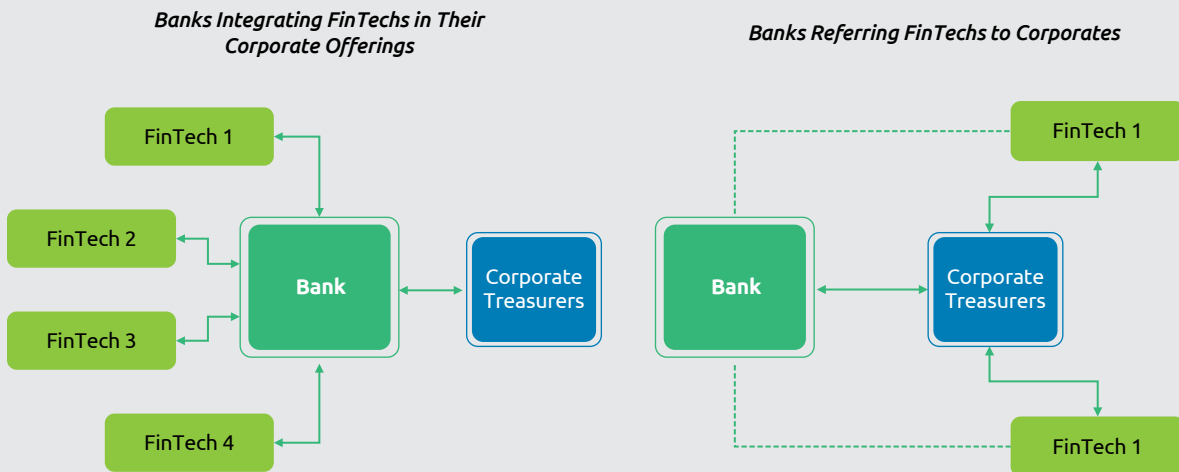 Banks Integrating FinTechs in Their
Corporate Offerings
FinTech 1
FinTech 2
FinTech 3
FinTech 4
Bank
Corporate
Treasurers
Banks Referring FinTechs to Corporates
FinTech 1
Bank
Corporate
Treasurers
FinTech 1